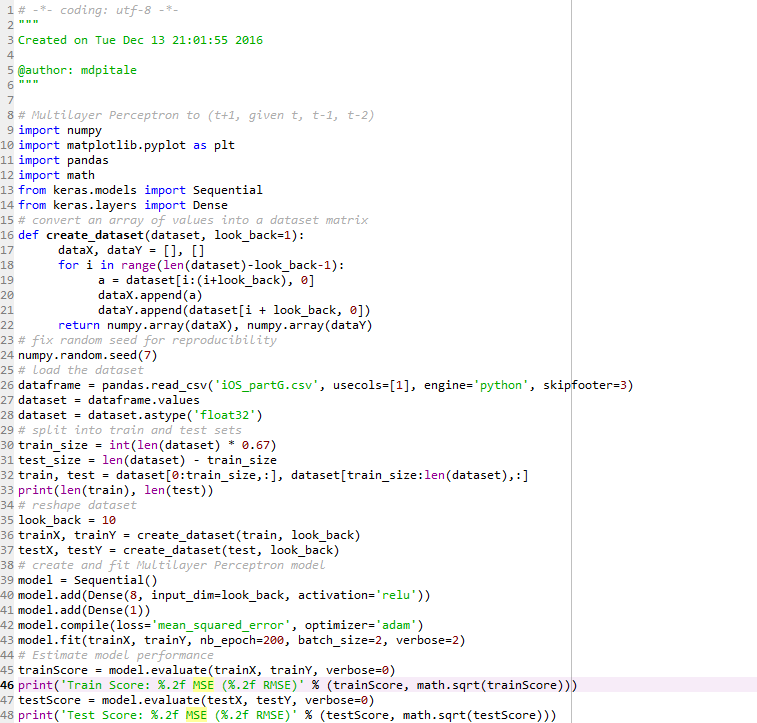 1 # -*- coding: utf-8 -*-
2 """
3 Created on Tue Dec 13 21:01:55 2016
4
5 @author: mdpitale
6 """
7
8 # Multilayer Perceptron to (t+1, given t, t-1, t-2)
9 import numpy
10 import matplotlib.pyplot as plt
11 import pandas
12 import math
13 from keras.models import Sequential
14 from keras.layers import Dense
15 # convert an array of values into a dataset matrix
16 def create_dataset(dataset, look_back=1):
17 dataX, dataY = [], []
18 for i in range(len(dataset)-look_back-1):
19 a = dataset[i:(i+look_back), 0]
20 dataX.append(a)
21 dataY.append(dataset[i + look_back, 0])
22 return numpy.array(dataX), numpy.array(dataY)
23 # fix random seed for reproducibility
24 numpy.random.seed(7)
25 # load the dataset
26 dataframe = pandas.read_csv('iOS_partG.csv', usecols=[1], engine='python', skipfooter=3)
27 dataset = dataframe.values
28 dataset = dataset.astype('float32')
29 # split into train and test sets
30 train_size = int(len(dataset) * 0.67)
31 test_size = len(dataset) - train_size
32 train, test = dataset[0:train_size,:], dataset[train_size:len(dataset),:]
33 print(len(train), len(test))
34 # reshape dataset
35 look_back = 10
36 trainX, trainY = create_dataset(train, look_back)
37 testX, testY = create_dataset(test, look_back)
38 # create and fit Multilayer Perceptron model
39 model = Sequential()
40 model.add(Dense(8, input_dim=look_back, activation='relu'))
41 model.add(Dense(1))
42 model.compile(loss='mean_squared_error', optimizer='adam')
43 model.fit(trainX, trainY, nb_epoch=200, batch_size=2, verbose=2)
44 # Estimate model performance
45 trainScore = model.evaluate(trainX, trainY, verbose=0)
46 print('Train Score: %.2f MSE (%.2f RMSE)' % (trainScore, math.sqrt(trainScore)))
47 testScore = model.evaluate(testX, testY, verbose=0)
48 print('Test Score: %.2f MSE (%.2f RMSE)' % (testScore, math.sqrt(testScore)))